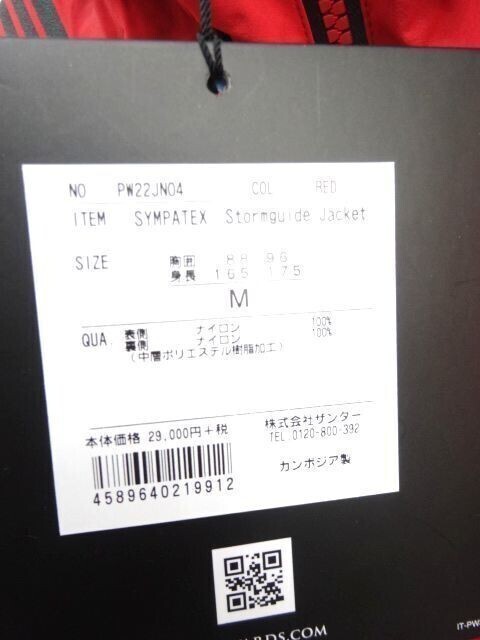 NO PW22JN04 COL RED
ITEM SYMPATEX Stormguide Jacket
SIZE 胸囲 88 96
身長 165 175
M
QUA. 表側 ナイロン 100%
裏側 ナイロン 100%
(中層ポリエステル樹脂加工)
本体価格 29,000円+税
株式会社ザンター
TEL.0120-800-392
4589640219912
カンボジア製
RDS.COM
IT-PW